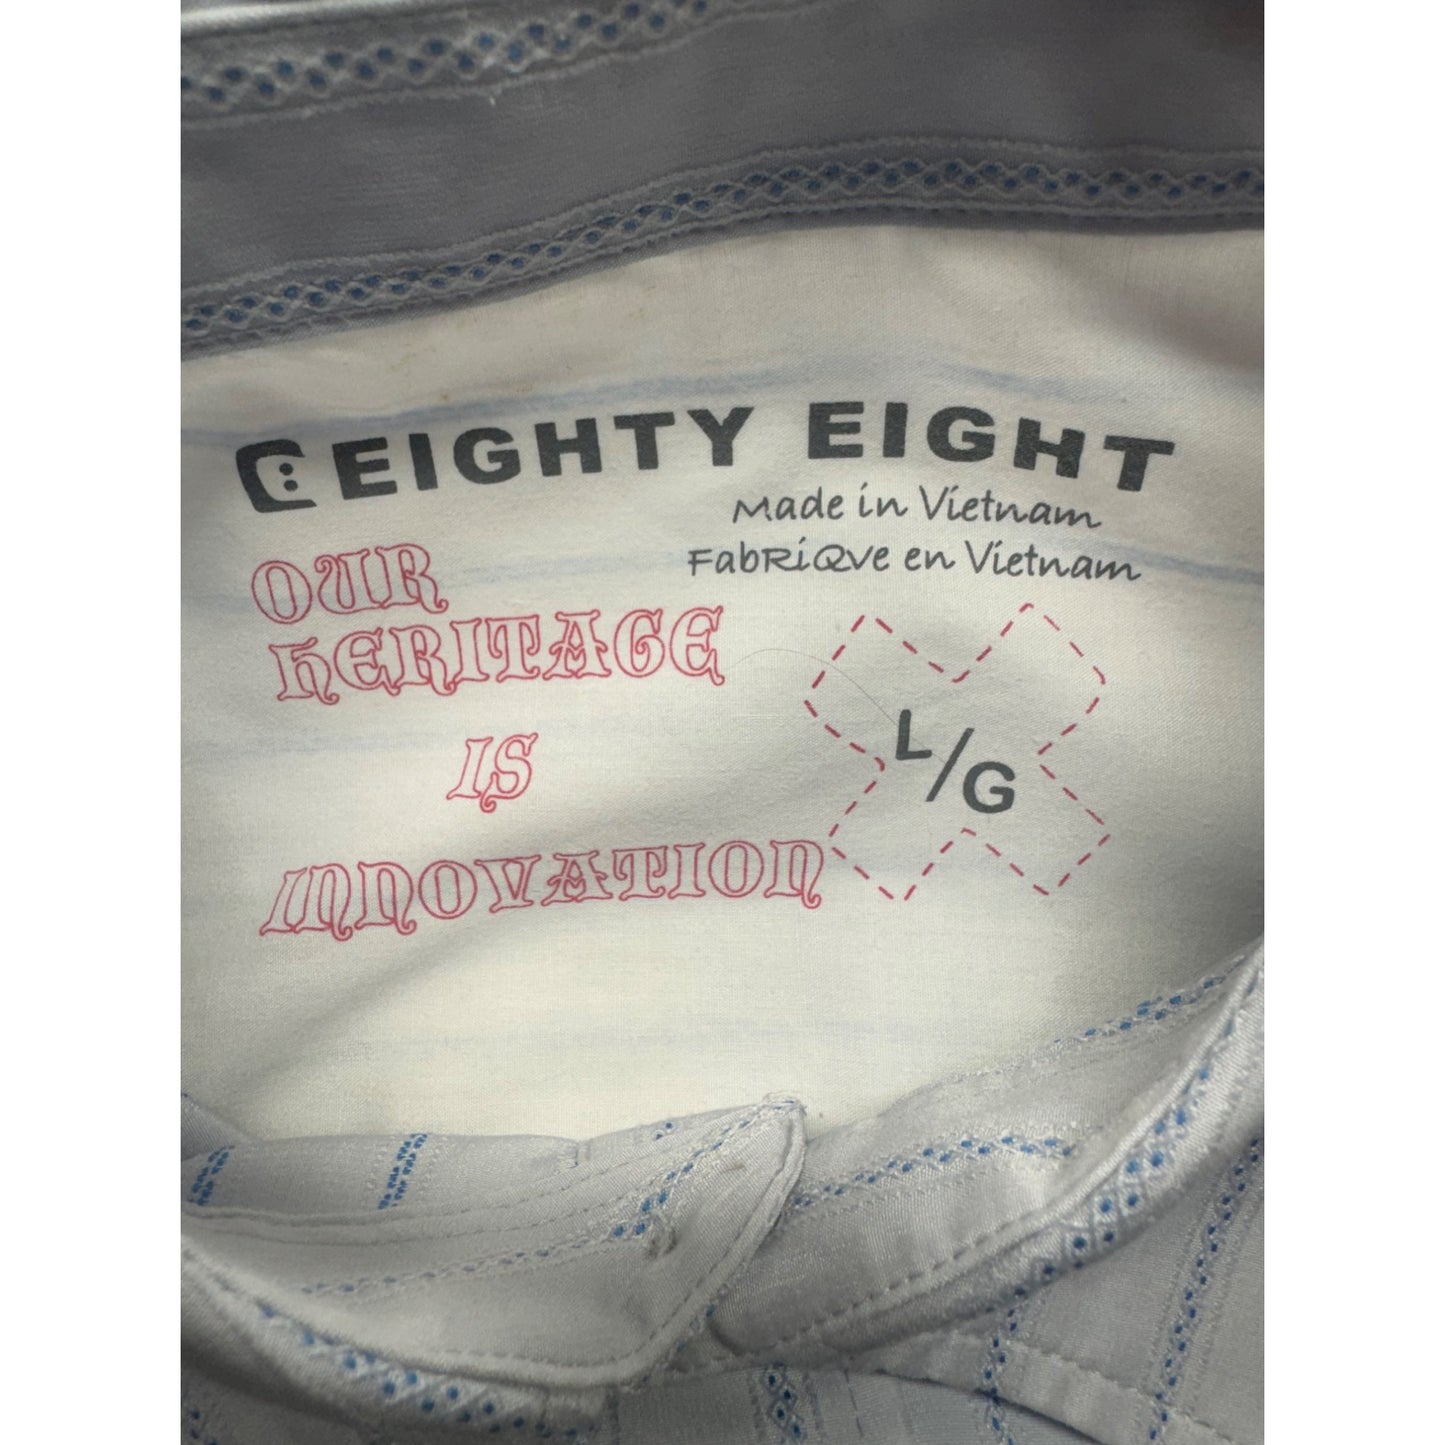 EIGHTY EIGHT
Made in Vietnam
FabRiQVe en Vietnam
OUR
HERITAGE
IS
INNOVATION
L/G